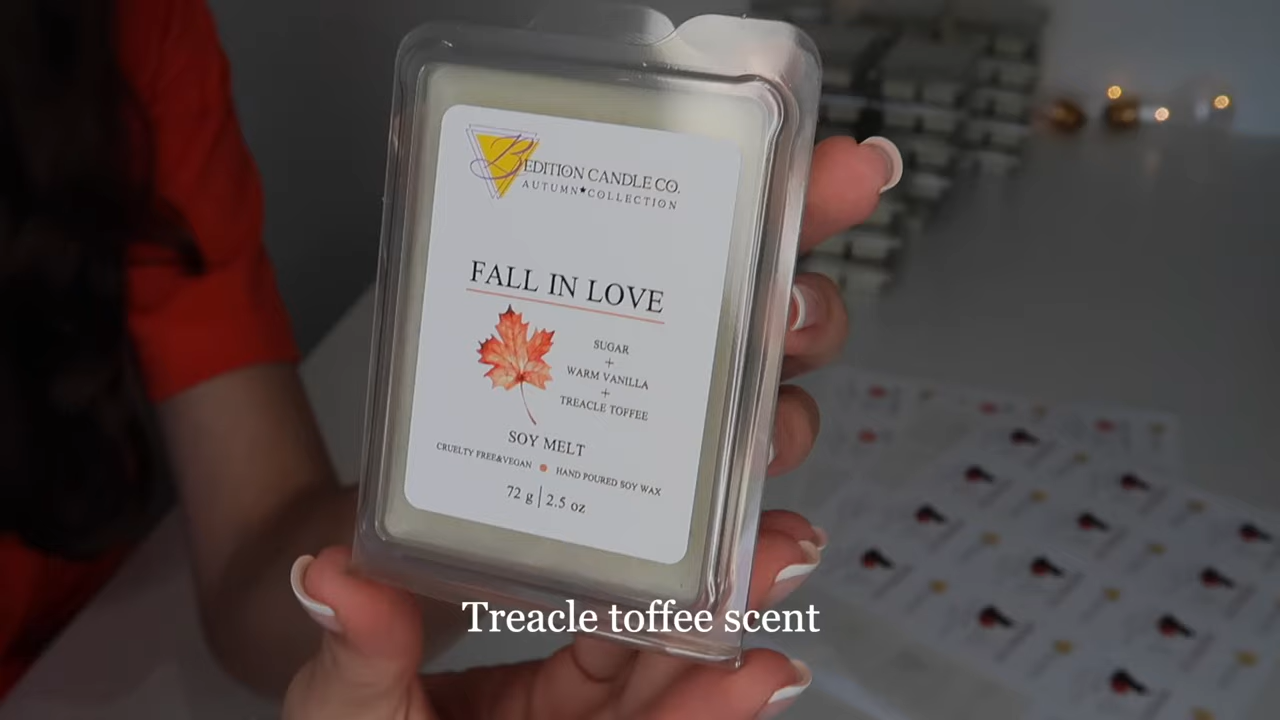 B EDITION CANDLE CO.
AUTUMN★COLLECTION
FALL IN LOVE
SUGAR
+
WARM VANILLA
+
TREACLE TOFFEE
SOY MELT
CRUELTY FREE&VEGAN ● HAND POURED SOY WAX
72 g | 2.5 oz
Treacle toffee scent